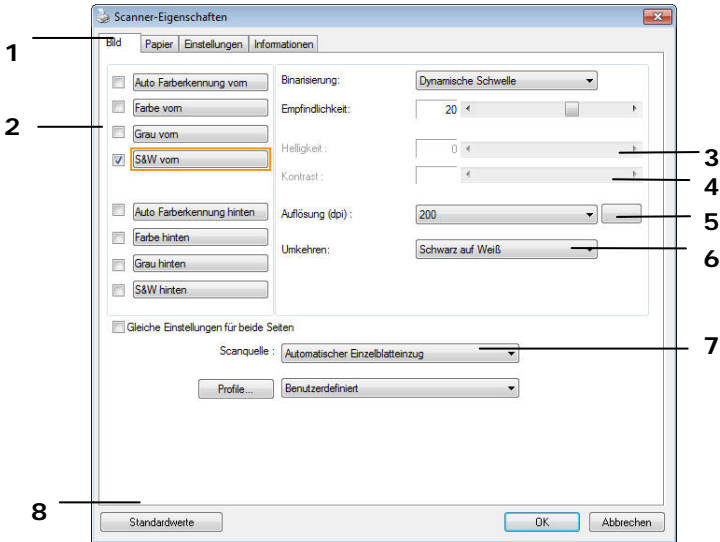 Scanner-Eigenschaften
1
Bild Papier Einstellungen Informationen
Auto Farberkennung vorn
Binarisierung: Dynamische Schwelle
Farbe vorn
Empfindlichkeit: 20
2
Grau vorn
S&W vorn
Helligkeit : 0
3
Kontrast :
4
Auto Farberkennung hinten
Auflösung (dpi) : 200
5
Farbe hinten
Umkehren: Schwarz auf Weiß
6
Grau hinten
S&W hinten
Gleiche Einstellungen für beide Seiten
Scanquelle : Automatischer Einzelblatteinzug
7
Profile... Benutzerdefiniert
8
Standardwerte OK Abbrechen